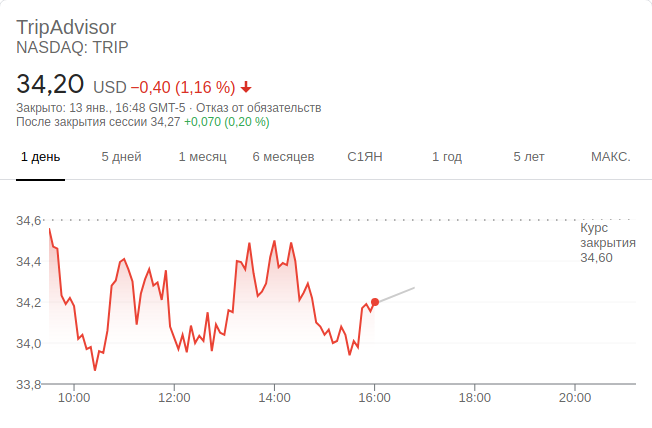 TripAdvisor
NASDAQ: TRIP
34,20 USD −0,40 (1,16 %)
Закрыто: 13 янв., 16:48 GMT-5 · Отказ от обязательств
После закрытия сессии 34,27 +0,070 (0,20 %)
1 день 5 дней 1 месяц 6 месяцев С1ЯН 1 год 5 лет МАКС.
34,6
Курс
закрытия
34,60
34,4
34,2
34,0
33,8
10:00 12:00 14:00 16:00 18:00 20:00